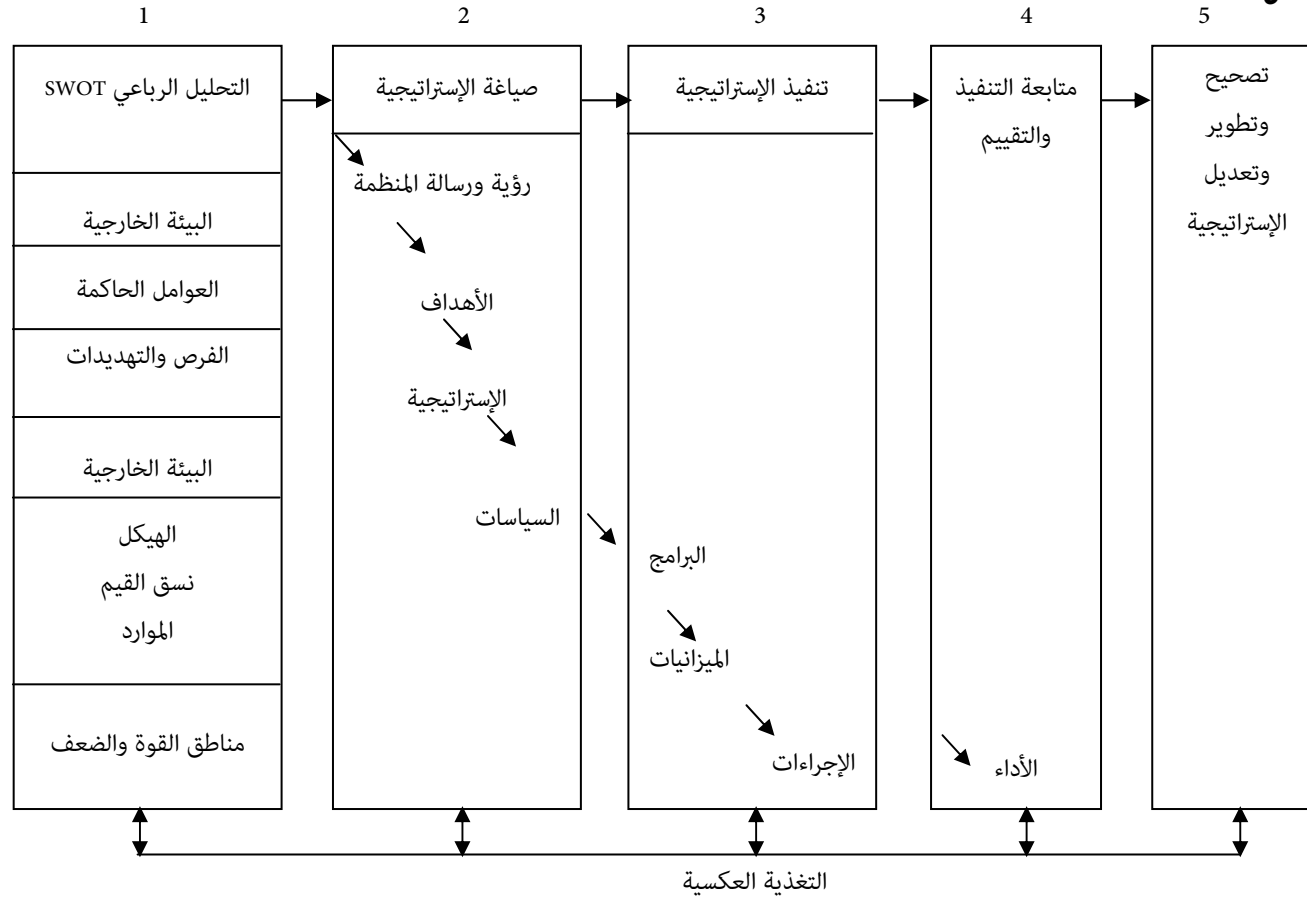 1
2
3
4
5
التحليل الرباعي SWOT
البيئة الخارجية
العوامل الحاكمة
الفرص والتهديدات
البيئة الخارجية
الهيكل
نسق القيم
الموارد
مناطق القوة والضعف
صياغة الإستراتيجية
رؤية ورسالة المنظمة
الأهداف
الإستراتيجية
السياسات
تنفيذ الإستراتيجية
البرامج
الميزانيات
الإجراءات
متابعة التنفيذ
والتقييم
الأداء
تصحيح
وتطوير
وتعديل
الإستراتيجية
التغذية العكسية